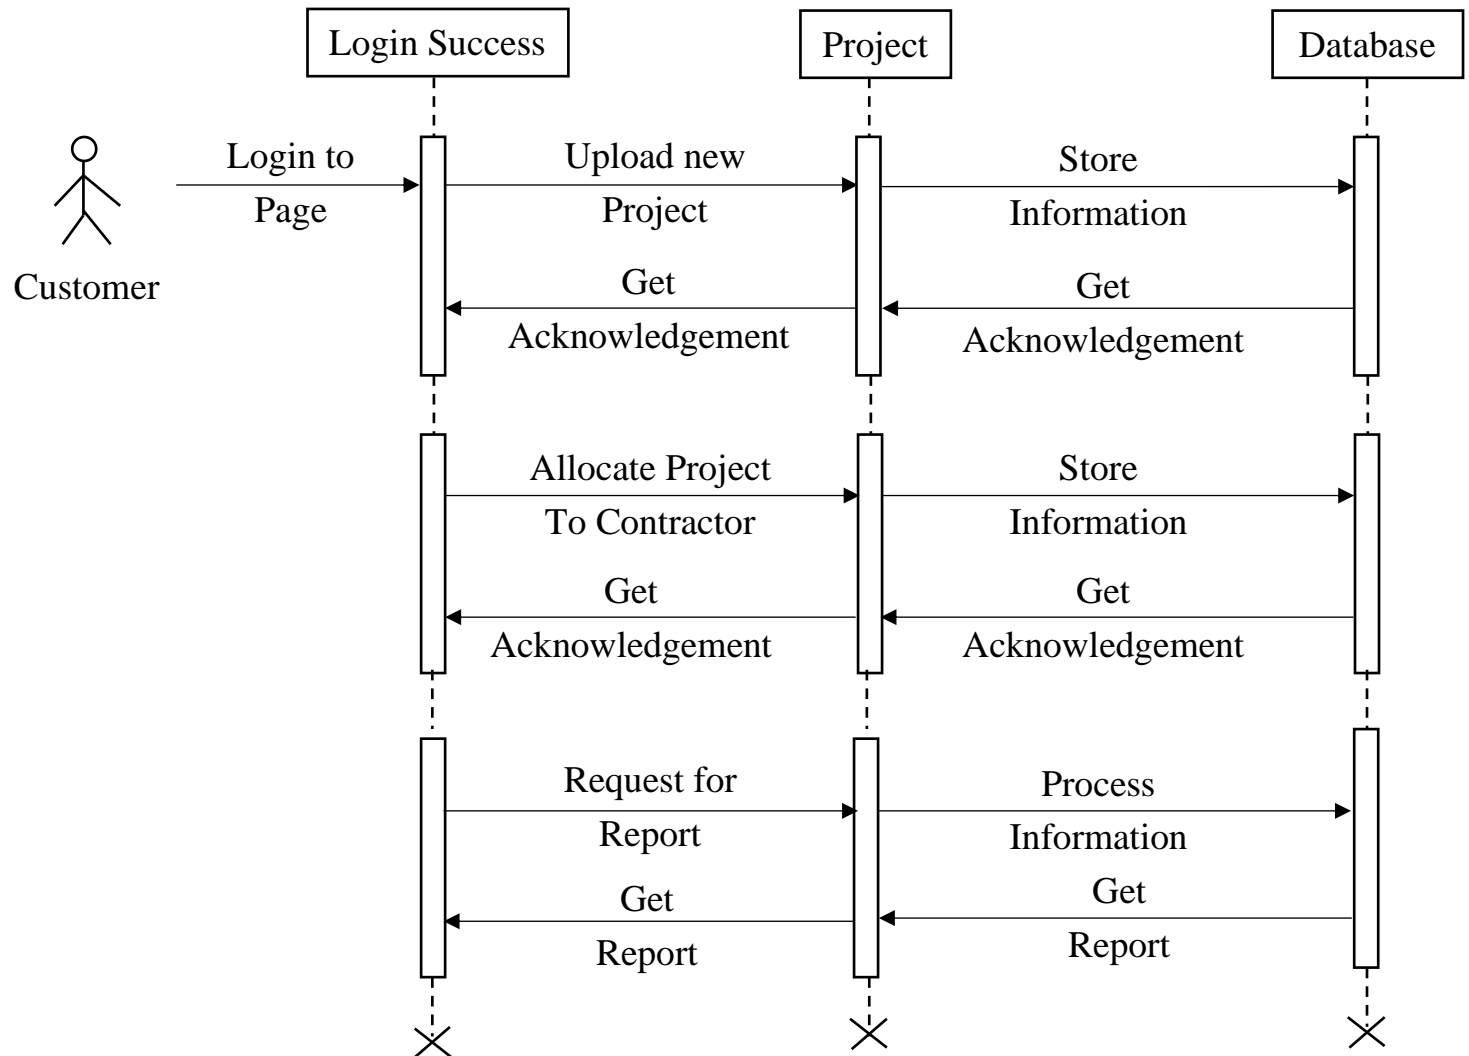 Login Success
Project
Database
Login to
Page
Upload new
Project
Store
Information
Customer
Get
Acknowledgement
Get
Acknowledgement
Allocate Project
To Contractor
Store
Information
Get
Acknowledgement
Get
Acknowledgement
Request for
Report
Process
Information
Get
Report
Get
Report